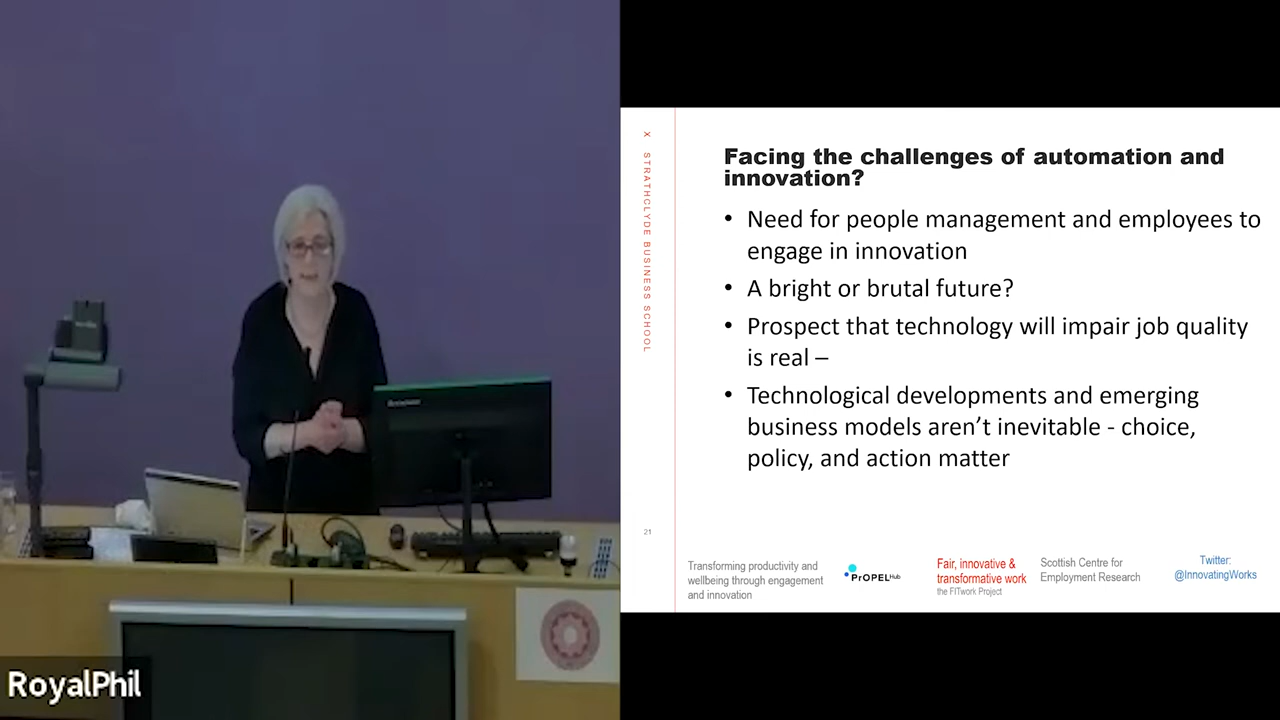 Facing the challenges of automation and
innovation?
• Need for people management and employees to
engage in innovation
• A bright or brutal future?
• Prospect that technology will impair job quality
is real –
• Technological developments and emerging
business models aren’t inevitable - choice,
policy, and action matter
X STRATHCLYDE BUSINESS SCHOOL
21
Transforming productivity and
wellbeing through engagement
and innovation
PrOPEL Hub
Fair, innovative &
transformative work
the FITwork Project
Scottish Centre for
Employment Research
Twitter:
@InnovatingWorks
RoyalPhil